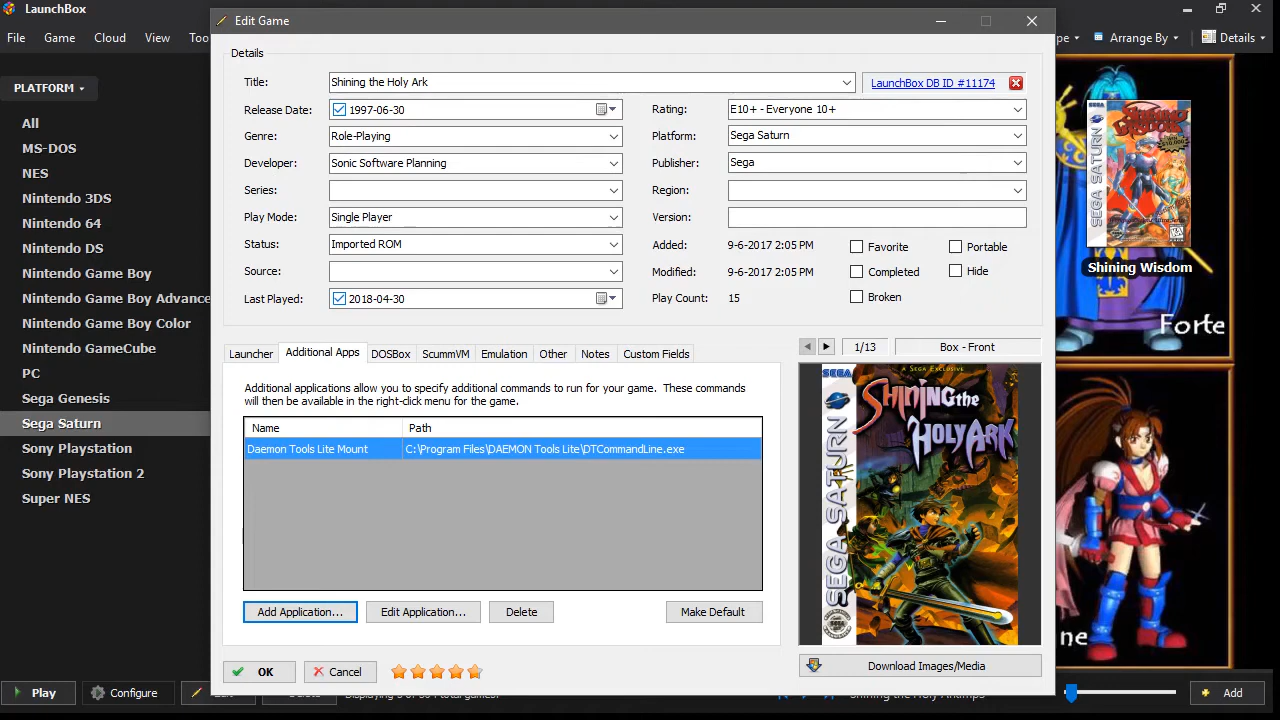 LaunchBox
File Game Cloud View
Arrange By
Details
PLATFORM
All
MS-DOS
NES
Nintendo 3DS
Nintendo 64
Nintendo DS
Nintendo Game Boy
Nintendo Game Boy Advance
Nintendo Game Boy Color
Nintendo GameCube
PC
Sega Genesis
Sega Saturn
Sony Playstation
Sony Playstation 2
Super NES
Play
Configure
Edit Game
Details
Title: Shining the Holy Ark LaunchBox DB ID #11174
Release Date: 1997-06-30 Rating: E10+ - Everyone 10+
Genre: Role-Playing Platform: Sega Saturn
Developer: Sonic Software Planning Publisher: Sega
Series: Region:
Play Mode: Single Player Version:
Status: Imported ROM Added: 9-6-2017 2:05 PM Favorite Portable
Source: Modified: 9-6-2017 2:05 PM Completed Hide
Last Played: 2018-04-30 Play Count: 15 Broken
Launcher Additional Apps DOSBox ScummVM Emulation Other Notes Custom Fields
Additional applications allow you to specify additional commands to run for your game. These commands
will then be available in the right-click menu for the game.
Name Path
Daemon Tools Lite Mount C:\Program Files\DAEMON Tools Lite\DTCommandLine.exe
Add Application... Edit Application... Delete Make Default
OK Cancel
1/13 Box - Front
A SEGA EXCLUSIVE
SEGA
SEGA SATURN
SHINING the
HOLY ARK
Download Images/Media
SEGA SATURN
Shining Wisdom
Forte
Add